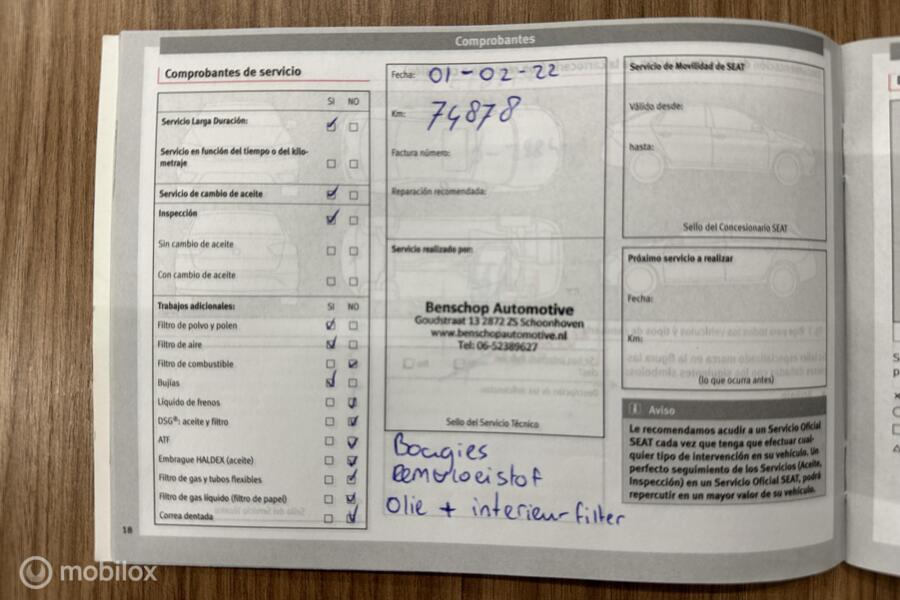 Comprobantes
Comprobantes de servicio
SI NO
Servicio Larga Duración:
Servicio en función del tiempo o del kilo-
metraje
Servicio de cambio de aceite
Inspección
Sin cambio de aceite
Con cambio de aceite
Trabajos adicionales: SI NO
Filtro de polvo y polen
Filtro de aire
Filtro de combustible
Bujías
Líquido de frenos
DSG®: aceite y filtro
ATF
Embrague HALDEX (aceite)
Filtro de gas y tubos flexibles
Filtro de gas líquido (filtro de papel)
Correa dentada
18
Fecha: 01-02-22
Km: 74878
Factura número:
Reparación recomendada:
Servicio realizado por:
Benschop Automotive
Goudstraat 13 2872 ZS Schoonhoven
www.benschopautomotive.nl
Tel: 06-52389627
Sello del Servicio Técnico
Bougies
Remvloeistof
Olie + interieurfilter
Servicio de Movilidad de SEAT
Válido desde:
hasta:
Sello del Concesionario SEAT
Próximo servicio a realizar
Fecha:
Km:
(lo que ocurra antes)
i Aviso
Le recomendamos acudir a un Servicio Oficial
SEAT cada vez que tenga que efectuar cual-
quier tipo de intervención en su vehículo. Un
perfecto seguimiento de los Servicios (Aceite,
Inspección) en un Servicio Oficial SEAT, podrá
repercutir en un mayor valor de su vehículo.
mobilox